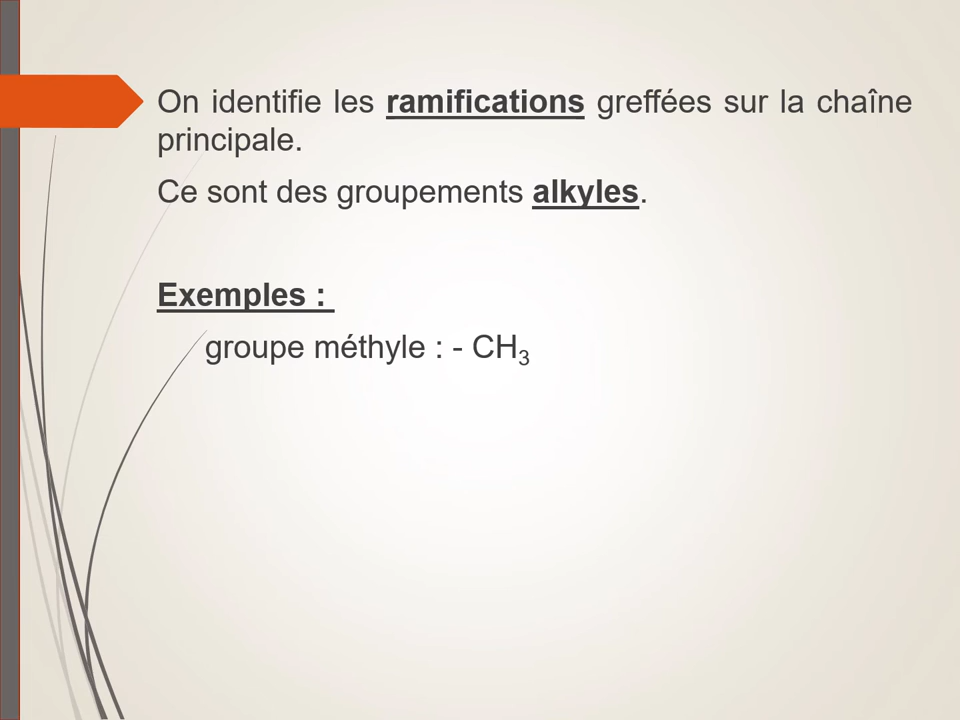 On identifie les ramifications greffées sur la chaîne
principale.
Ce sont des groupements alkyles.
Exemples :
groupe méthyle : - CH₃